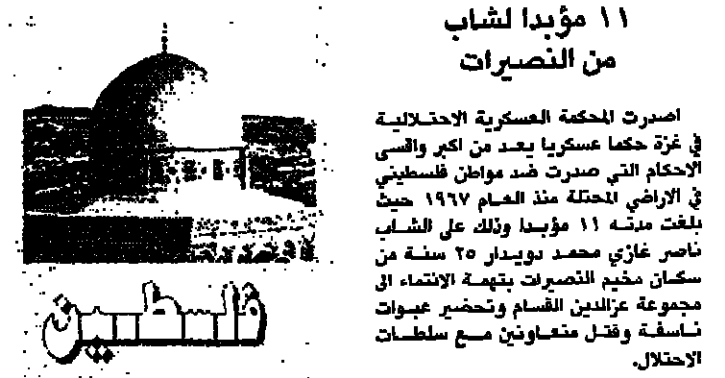 ١١ مؤبدا لشاب
من النصيرات
اصدرت المحكمة العسكرية الاحتلالية
في غزة حكما عسكريا يعد من اكبر واقسى
الاحكام التي صدرت ضد مواطن فلسطيني
في الاراضي المحتلة منذ العام ١٩٦٧ حيث
بلغت مدته ١١ مؤبدا وذلك على الشاب
ناصر غازي محمد دويدار ٢٥ سنة من
سكان مخيم النصيرات بتهمة الانتماء الى
مجموعة عزالدين القسام وتحضير عبوات
ناسفة وقتل متعاونين مع سلطات
الاحتلال.
فلسطين